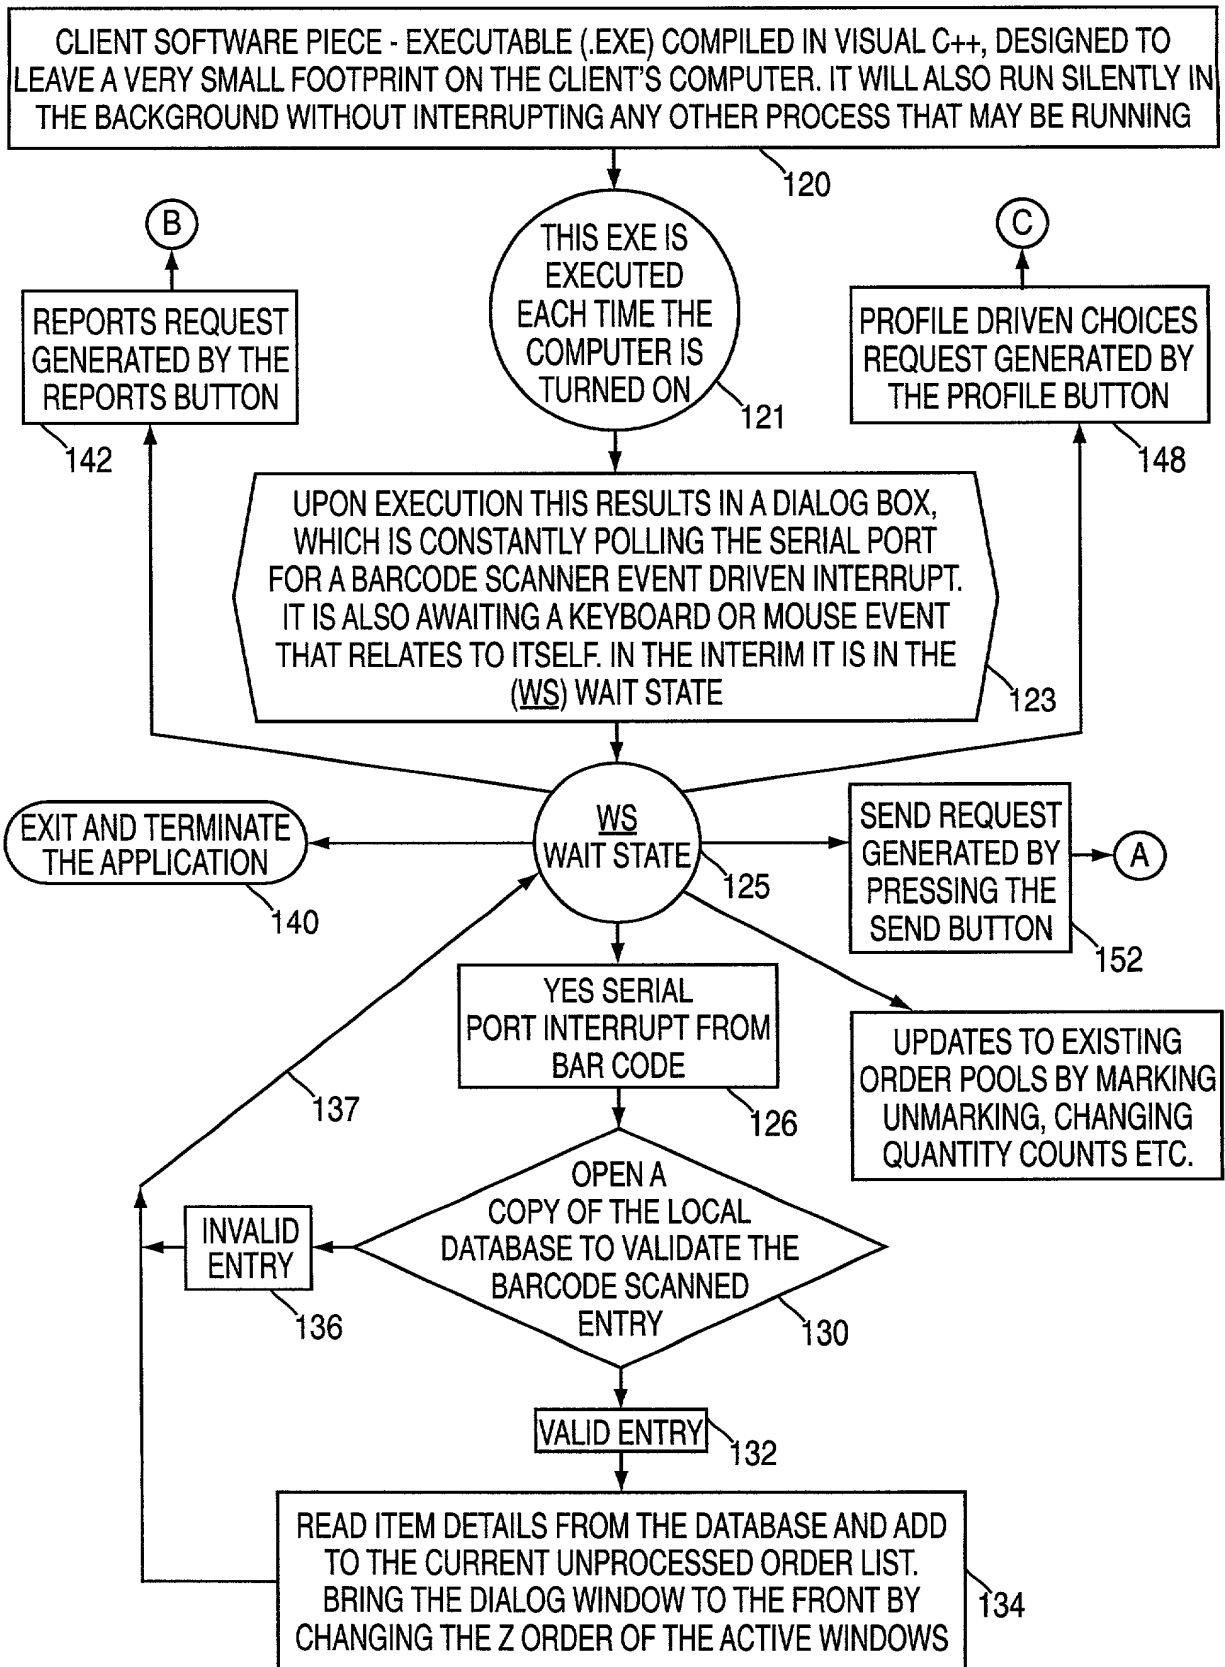 CLIENT SOFTWARE PIECE - EXECUTABLE (.EXE) COMPILED IN VISUAL C++, DESIGNED TO
LEAVE A VERY SMALL FOOTPRINT ON THE CLIENT'S COMPUTER. IT WILL ALSO RUN SILENTLY IN
THE BACKGROUND WITHOUT INTERRUPTING ANY OTHER PROCESS THAT MAY BE RUNNING
120
B
REPORTS REQUEST
GENERATED BY THE
REPORTS BUTTON
142
THIS EXE IS
EXECUTED
EACH TIME THE
COMPUTER IS
TURNED ON
121
C
PROFILE DRIVEN CHOICES
REQUEST GENERATED BY
THE PROFILE BUTTON
148
UPON EXECUTION THIS RESULTS IN A DIALOG BOX,
WHICH IS CONSTANTLY POLLING THE SERIAL PORT
FOR A BARCODE SCANNER EVENT DRIVEN INTERRUPT.
IT IS ALSO AWAITING A KEYBOARD OR MOUSE EVENT
THAT RELATES TO ITSELF. IN THE INTERIM IT IS IN THE
(WS) WAIT STATE
123
EXIT AND TERMINATE
THE APPLICATION
140
WS
WAIT STATE
125
SEND REQUEST
GENERATED BY
PRESSING THE
SEND BUTTON
152
A
YES SERIAL
PORT INTERRUPT FROM
BAR CODE
126
UPDATES TO EXISTING
ORDER POOLS BY MARKING
UNMARKING, CHANGING
QUANTITY COUNTS ETC.
137
OPEN A
COPY OF THE LOCAL
DATABASE TO VALIDATE THE
BARCODE SCANNED
ENTRY
130
INVALID
ENTRY
136
VALID ENTRY
132
READ ITEM DETAILS FROM THE DATABASE AND ADD
TO THE CURRENT UNPROCESSED ORDER LIST.
BRING THE DIALOG WINDOW TO THE FRONT BY
CHANGING THE Z ORDER OF THE ACTIVE WINDOWS
134